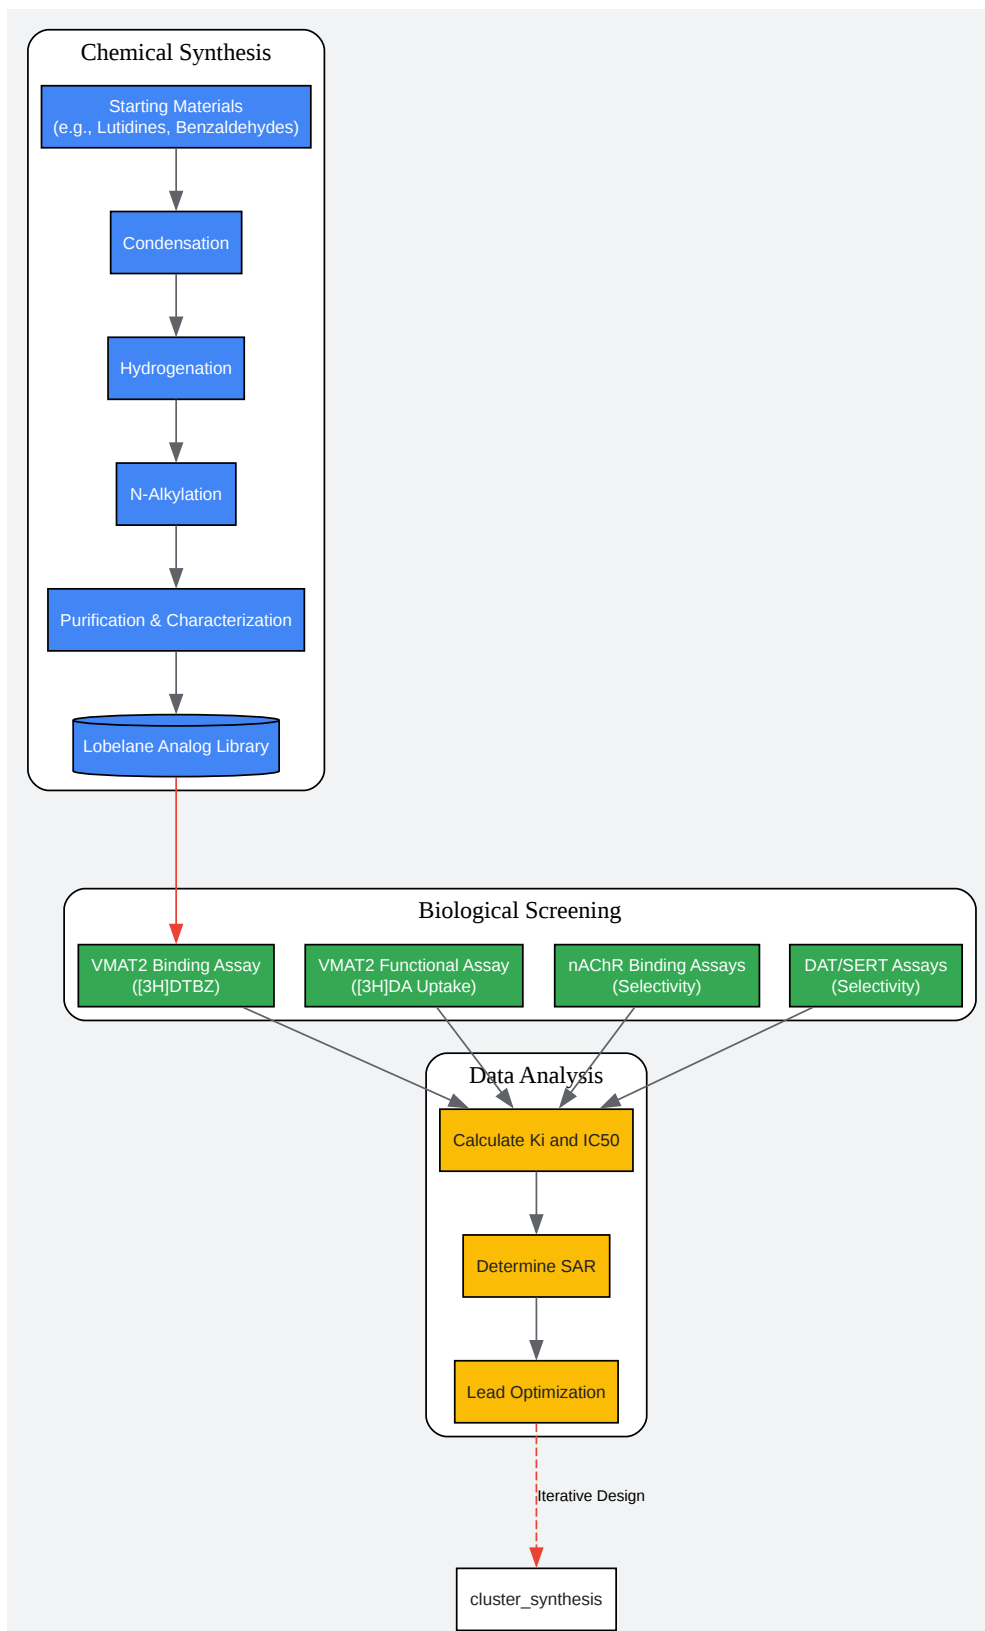 Chemical Synthesis
Starting Materials
(e.g., Lutidines, Benzaldehydes)
Condensation
Hydrogenation
N-Alkylation
Purification & Characterization
Lobelane Analog Library
Biological Screening
VMAT2 Binding Assay
([3H]DTBZ)
VMAT2 Functional Assay
([3H]DA Uptake)
nAChR Binding Assays
(Selectivity)
DAT/SERT Assays
(Selectivity)
Data Analysis
Calculate Ki and IC50
Determine SAR
Lead Optimization
Iterative Design
cluster_synthesis